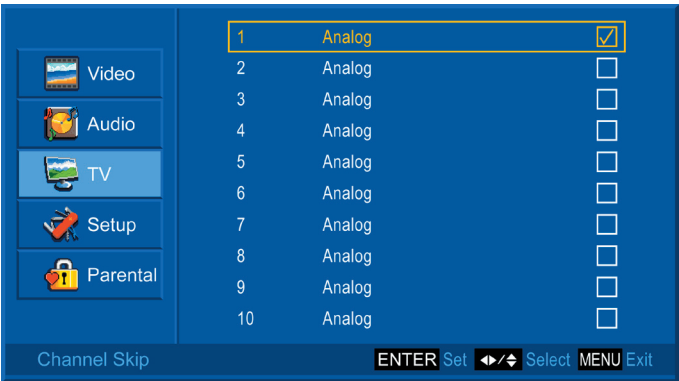 Video
Audio
TV
Setup
Parental
1 Analog
2 Analog
3 Analog
4 Analog
5 Analog
6 Analog
7 Analog
8 Analog
9 Analog
10 Analog
Channel Skip ENTER Set Select MENU Exit